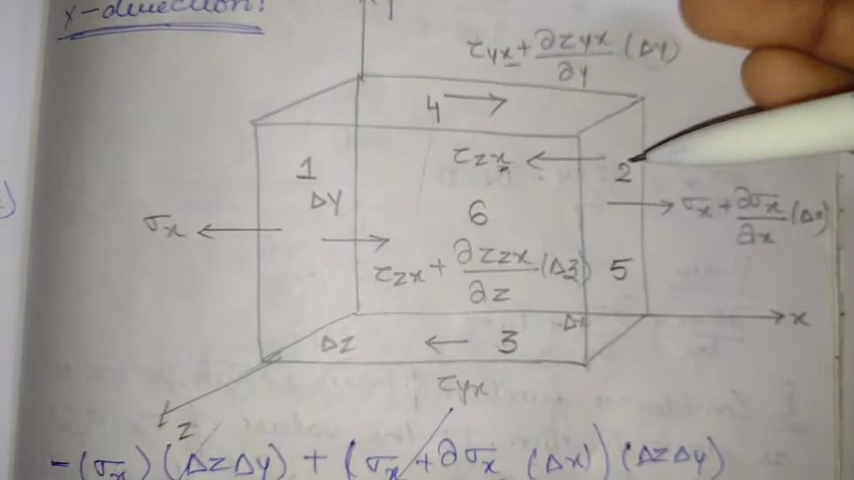 x-direction:
τyx + ∂τyx/∂y (Δy)
4
τzx
1
2
Δy
σx
6
σx + ∂σx/∂x (Δx)
τzx + ∂τzx/∂z (Δz)
5
x
Δx
Δz
3
τyx
z
-(σx)(ΔzΔy) + (σx + ∂σx (Δx))(ΔzΔy)